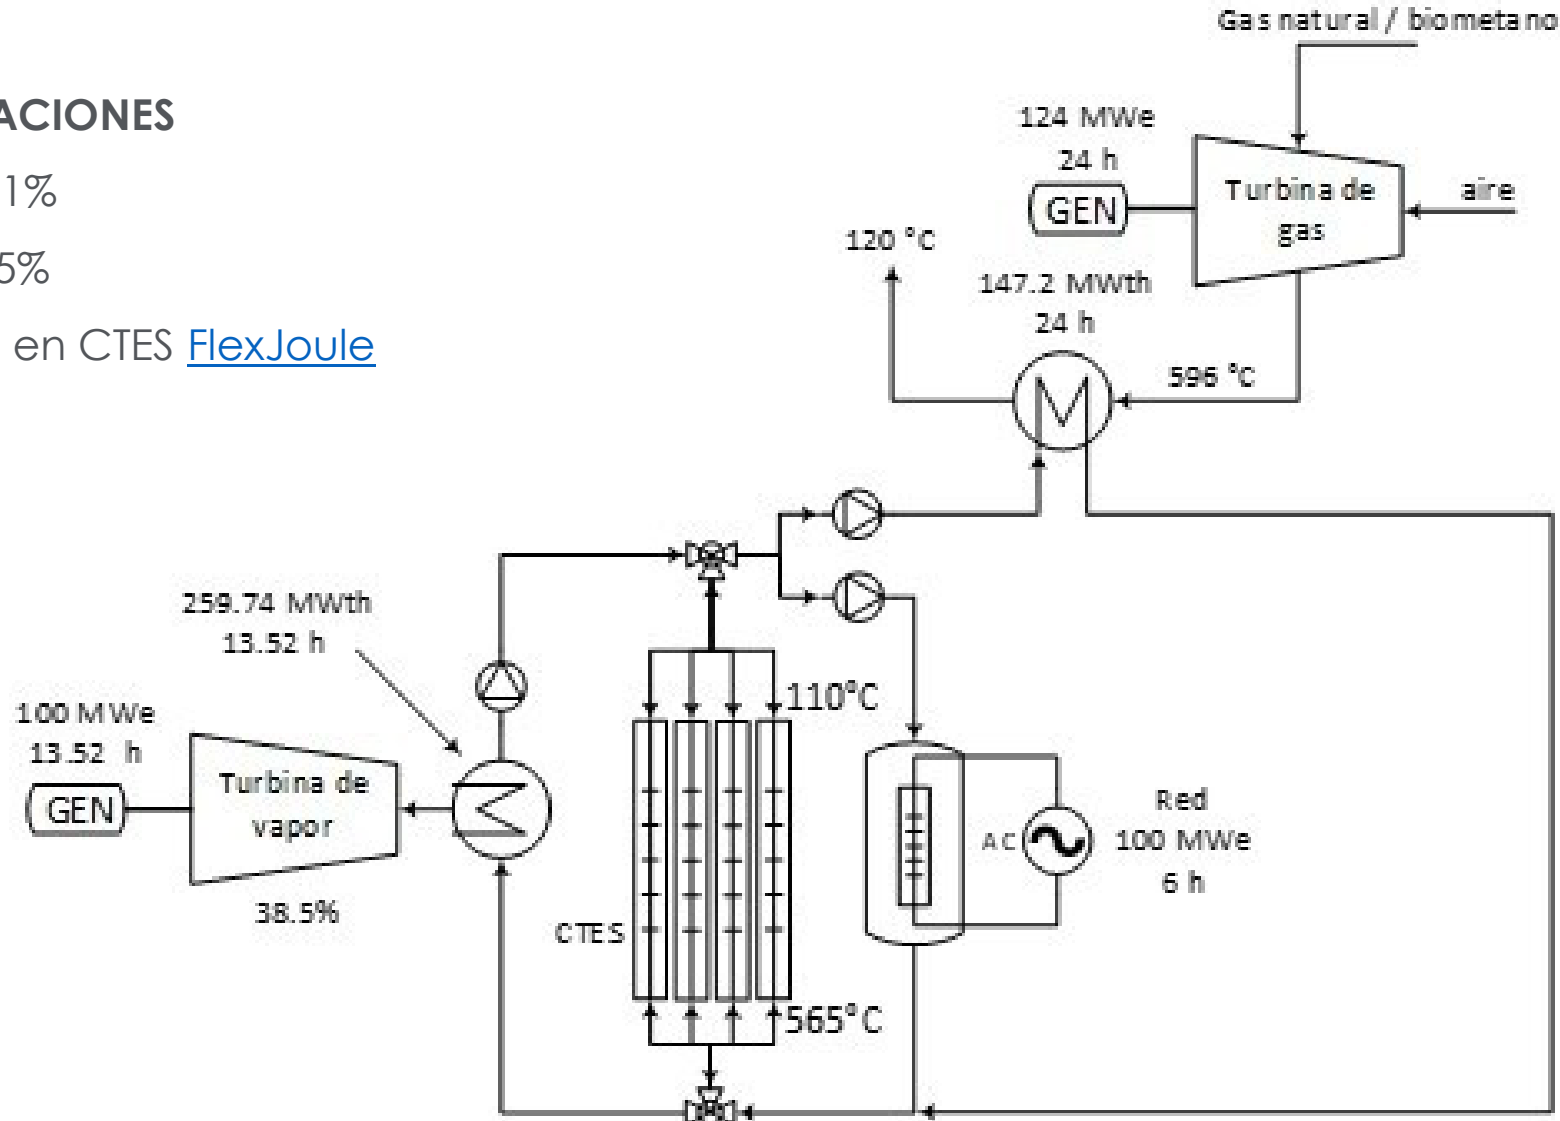 ACIONES
1%
5%
en CTES FlexJoule
Gas natural / biometano
124 MWe
24 h
GEN
Turbina de
gas
aire
120 °C
147.2 MWth
24 h
596 °C
259.74 MWth
13.52 h
110°C
100 MWe
13.52 h
GEN
Turbina de
vapor
38.5%
CTES
565°C
AC
Red
100 MWe
6 h